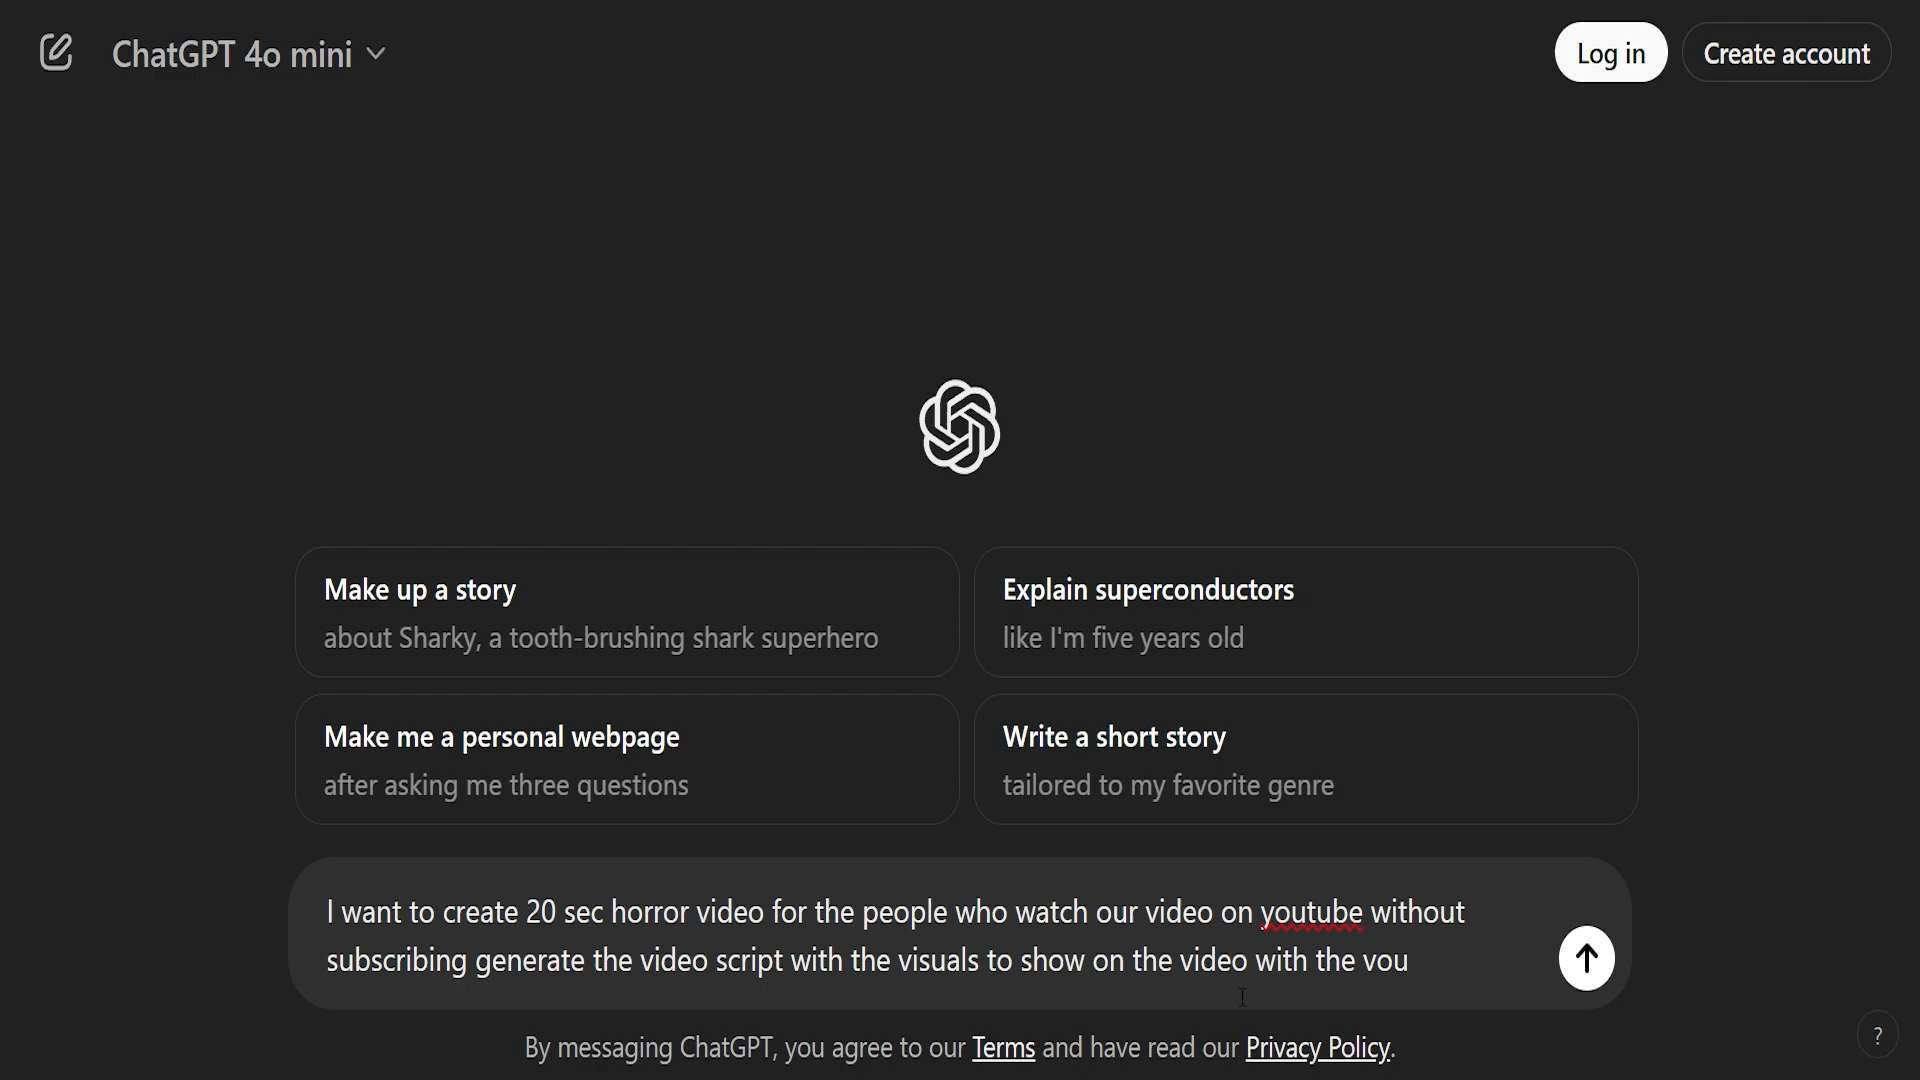 ChatGPT 4o mini
Log in
Create account
Make up a story
about Sharky, a tooth-brushing shark superhero
Explain superconductors
like I'm five years old
Make me a personal webpage
after asking me three questions
Write a short story
tailored to my favorite genre
I want to create 20 sec horror video for the people who watch our video on youtube without
subscribing generate the video script with the visuals to show on the video with the vou
By messaging ChatGPT, you agree to our Terms and have read our Privacy Policy.
?